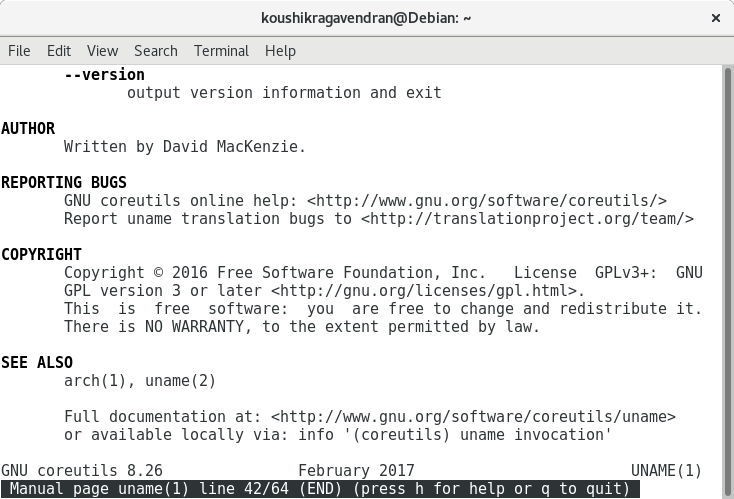 koushikragavendran@Debian: ~
×
File Edit View Search Terminal Help
--version
output version information and exit
AUTHOR
Written by David MacKenzie.
REPORTING BUGS
GNU coreutils online help: <http://www.gnu.org/software/coreutils/>
Report uname translation bugs to <http://translationproject.org/team/>
COPYRIGHT
Copyright © 2016 Free Software Foundation, Inc.   License  GPLv3+:  GNU
GPL version 3 or later <http://gnu.org/licenses/gpl.html>.
This  is  free  software:  you  are free to change and redistribute it.
There is NO WARRANTY, to the extent permitted by law.
SEE ALSO
arch(1), uname(2)
Full documentation at: <http://www.gnu.org/software/coreutils/uname>
or available locally via: info '(coreutils) uname invocation'
GNU coreutils 8.26 February 2017 UNAME(1)
Manual page uname(1) line 42/64 (END) (press h for help or q to quit)